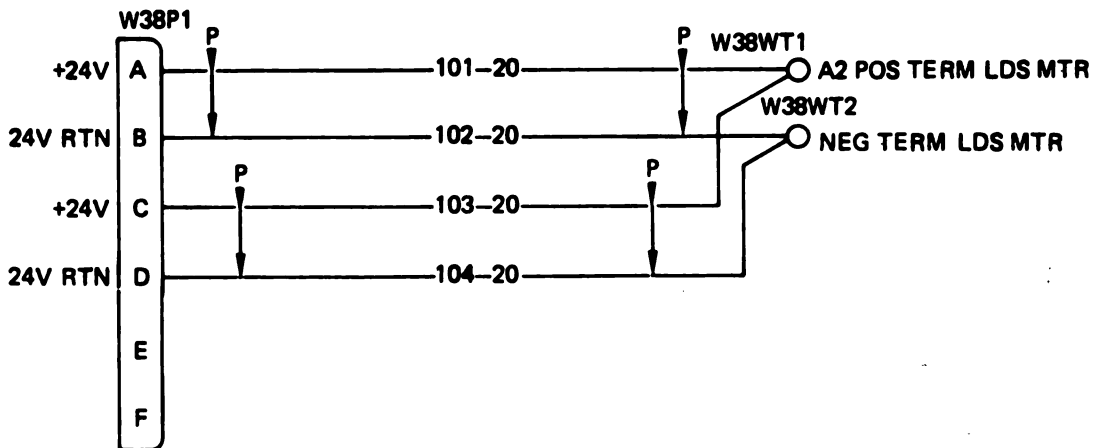 W38P1
P P W38WT1
+24V A 101–20 A2 POS TERM LDS MTR
W38WT2
24V RTN B 102–20 NEG TERM LDS MTR
P P
+24V C 103–20
24V RTN D 104–20
E
F